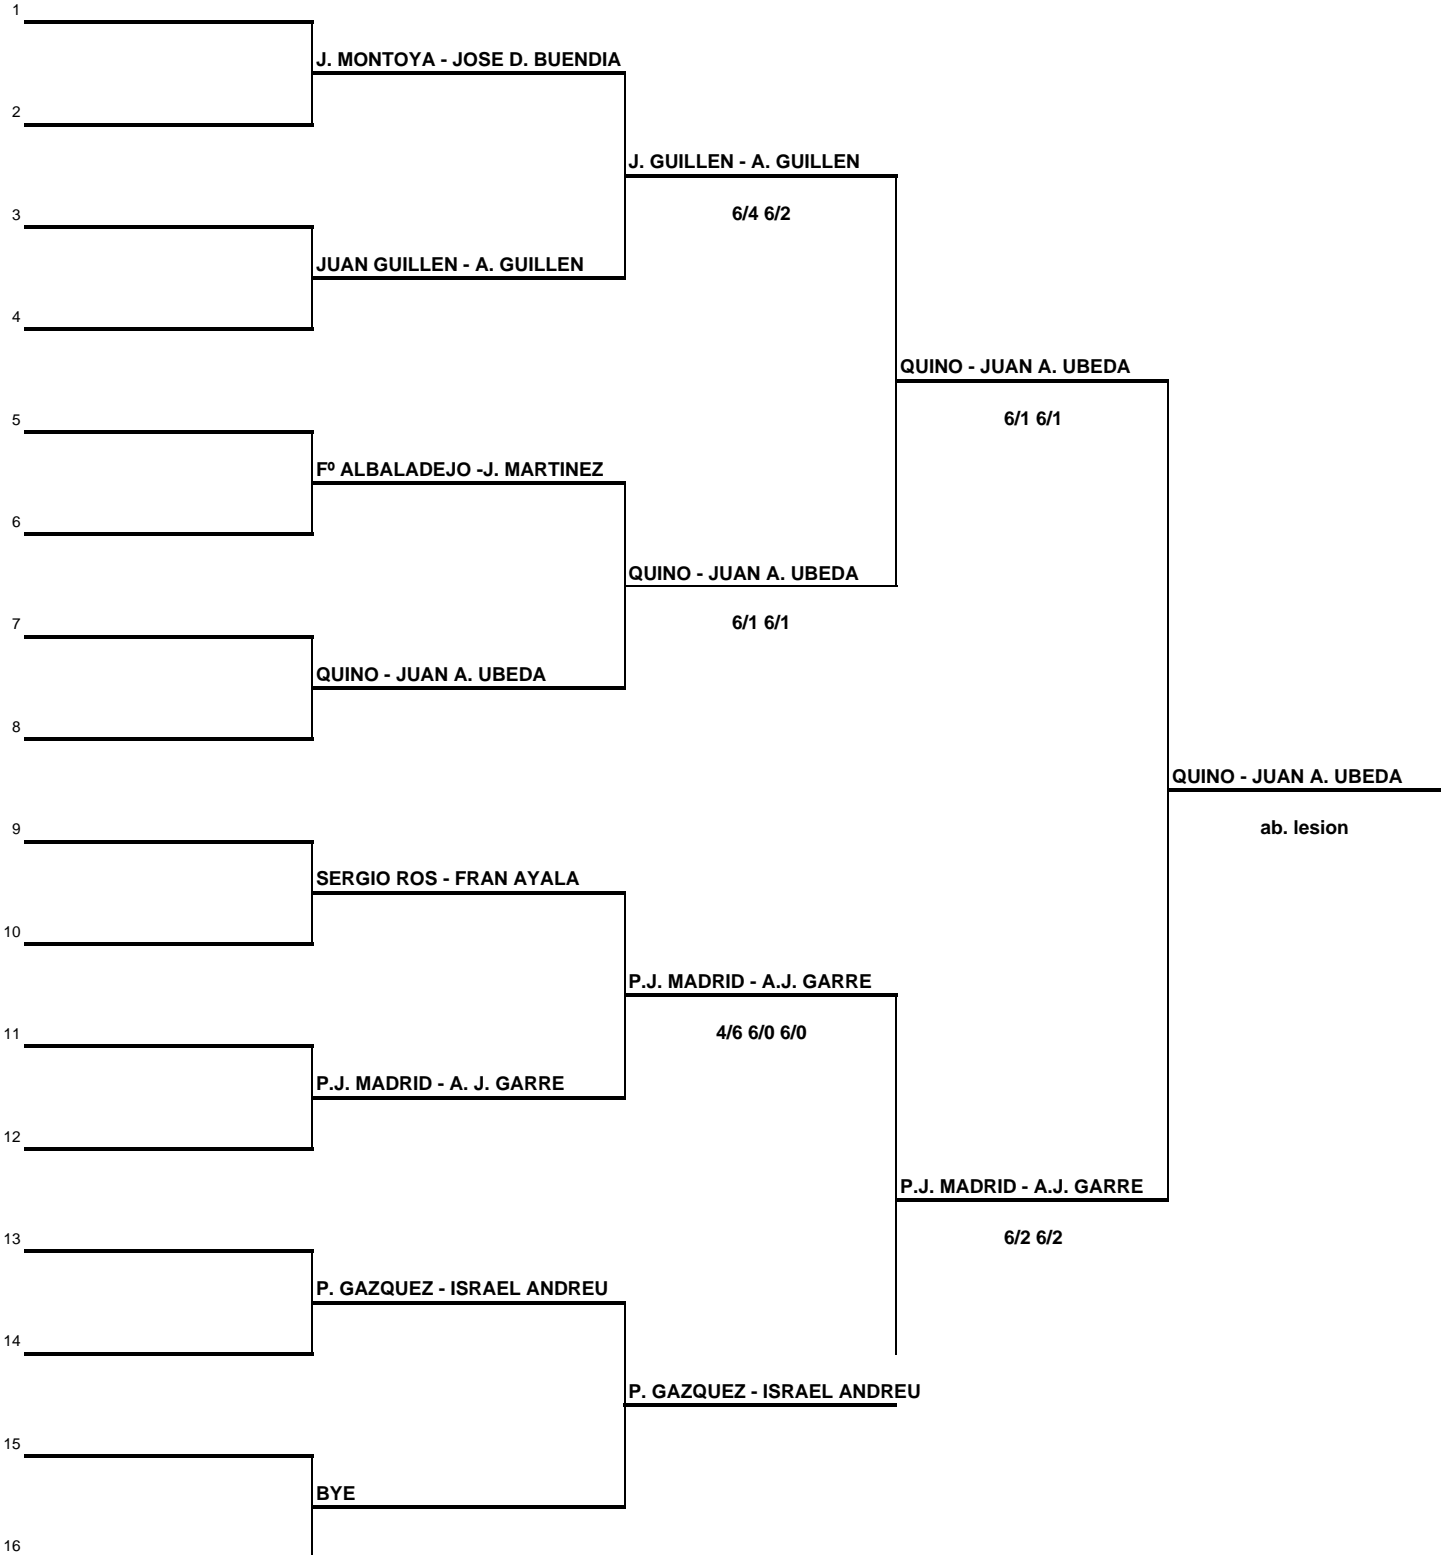 1
J. MONTOYA - JOSE D. BUENDIA
2
J. GUILLEN - A. GUILLEN
3
6/4 6/2
JUAN GUILLEN - A. GUILLEN
4
QUINO - JUAN A. UBEDA
5
6/1 6/1
Fº ALBALADEJO -J. MARTINEZ
6
QUINO - JUAN A. UBEDA
7
6/1 6/1
QUINO - JUAN A. UBEDA
8
QUINO - JUAN A. UBEDA
9
ab. lesion
SERGIO ROS - FRAN AYALA
10
P.J. MADRID - A.J. GARRE
11
4/6 6/0 6/0
P.J. MADRID - A. J. GARRE
12
P.J. MADRID - A.J. GARRE
13
6/2 6/2
P. GAZQUEZ - ISRAEL ANDREU
14
P. GAZQUEZ - ISRAEL ANDREU
15
BYE
16